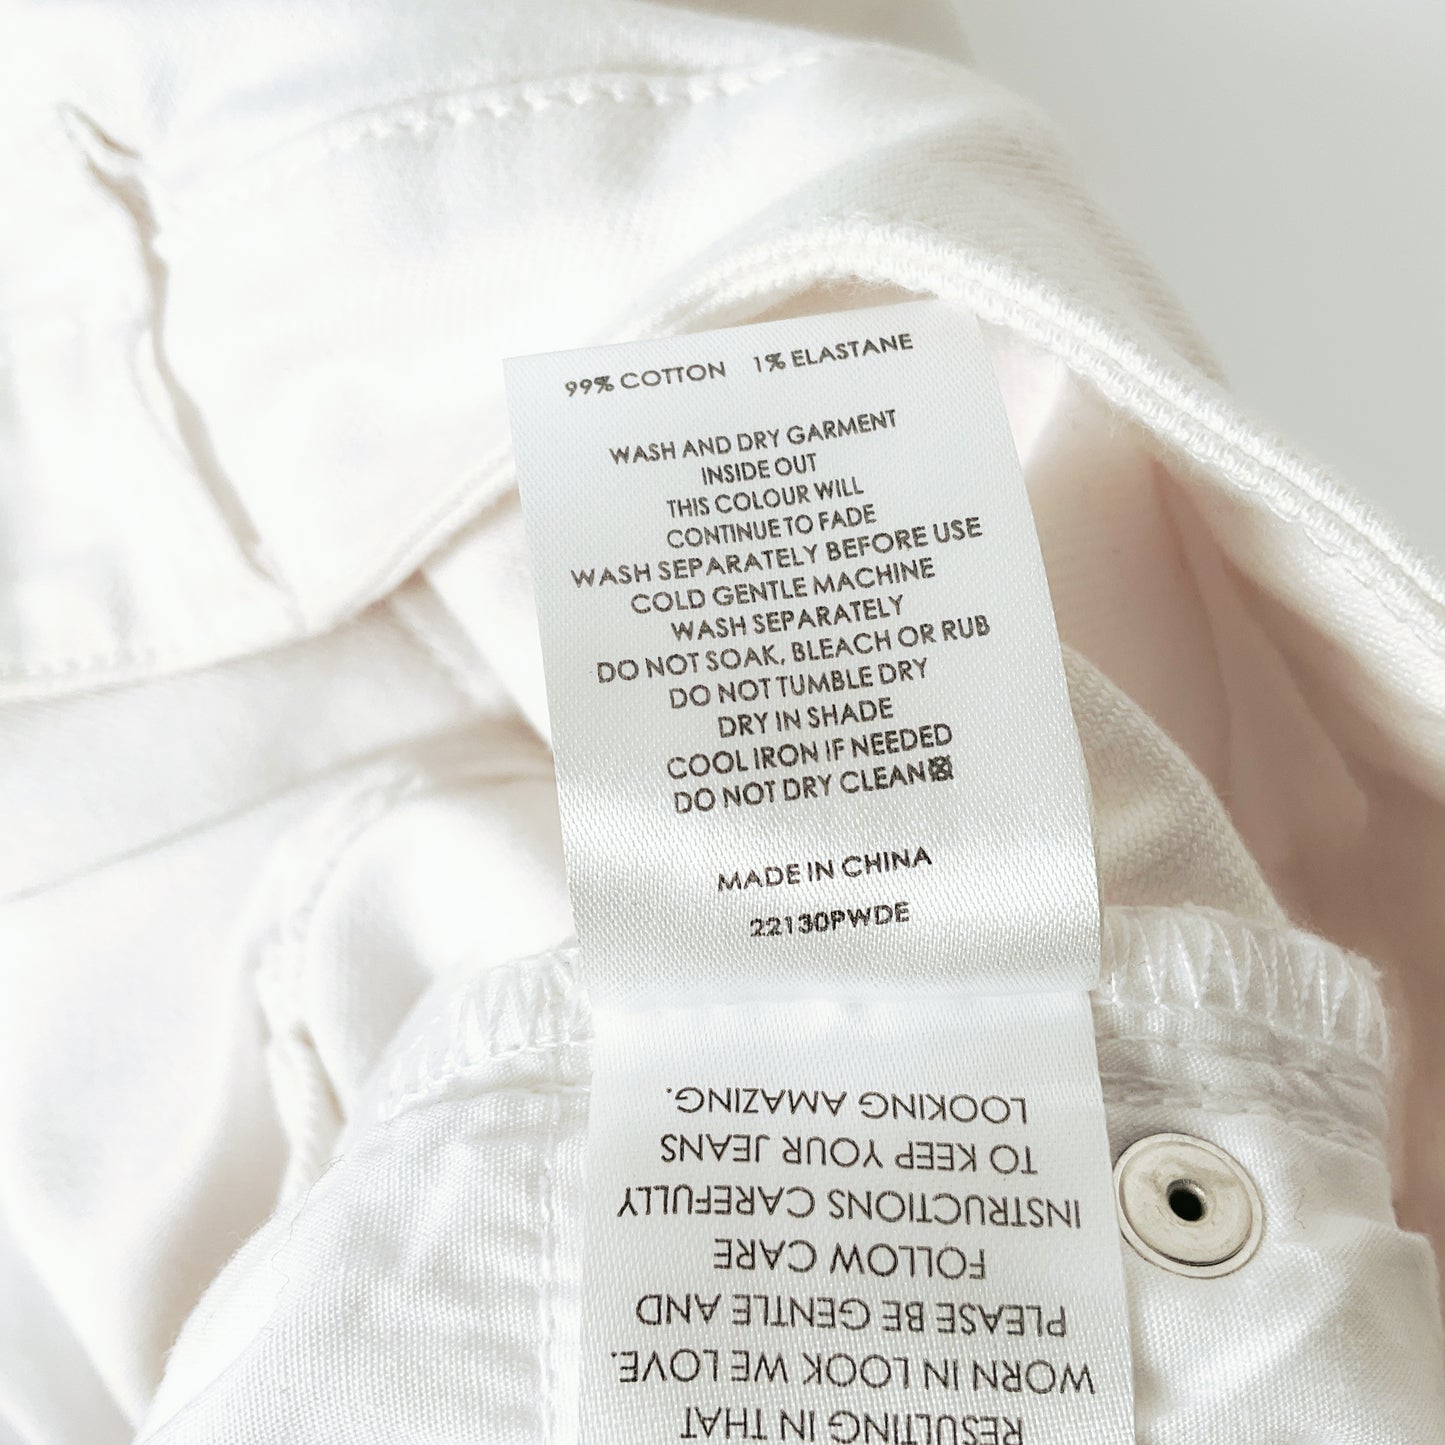 99% COTTON 1% ELASTANE
WASH AND DRY GARMENT
INSIDE OUT
THIS COLOUR WILL
CONTINUE TO FADE
WASH SEPARATELY BEFORE USE
COLD GENTLE MACHINE
WASH SEPARATELY
DO NOT SOAK, BLEACH OR RUB
DO NOT TUMBLE DRY
DRY IN SHADE
COOL IRON IF NEEDED
DO NOT DRY CLEAN
MADE IN CHINA
22130PWDE
RESULTING IN THAT
WORN IN LOOK WE LOVE.
PLEASE BE GENTLE AND
FOLLOW CARE
INSTRUCTIONS CAREFULLY
TO KEEP YOUR JEANS
LOOKING AMAZING.